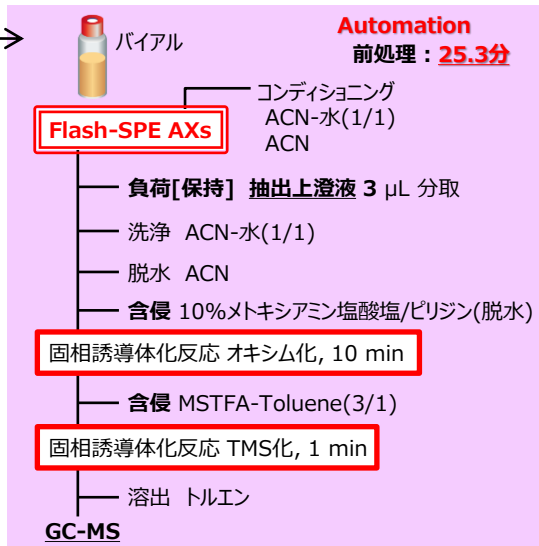 Automation
バイアル
前処理：25.3分
コンディショニング
ACN-水(1/1)
ACN
Flash-SPE AXs
負荷[保持] 抽出上澄液 3 μL 分取
洗浄 ACN-水(1/1)
脱水 ACN
含侵 10%メトキシアミン塩酸塩/ピリジン(脱水)
固相誘導体化反応 オキシム化, 10 min
含侵 MSTFA-Toluene(3/1)
固相誘導体化反応 TMS化, 1 min
溶出 トルエン
GC-MS